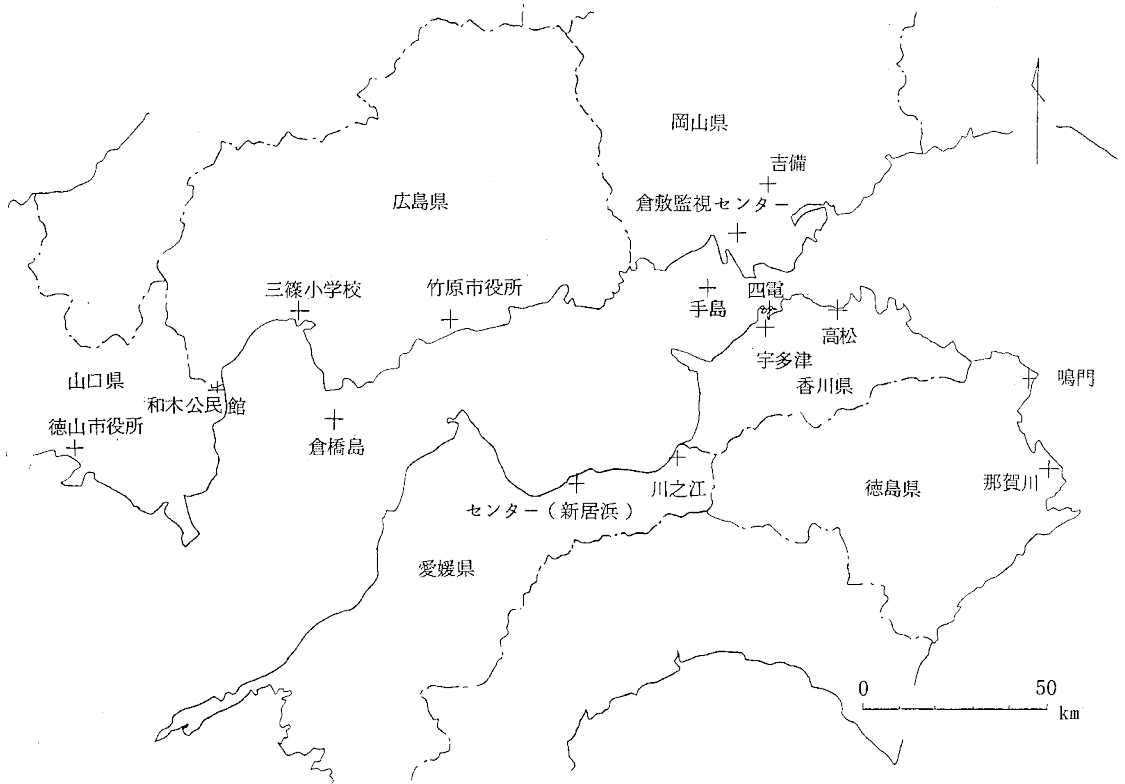 岡山県
吉備
広島県
倉敷監視センター
三篠小学校
竹原市役所
手島
四電
高松
宇多津
山口県
香川県
鳴門
和木公民館
徳山市役所
倉橋島
川之江
徳島県
那賀川
センター（新居浜）
愛媛県
0 50
km